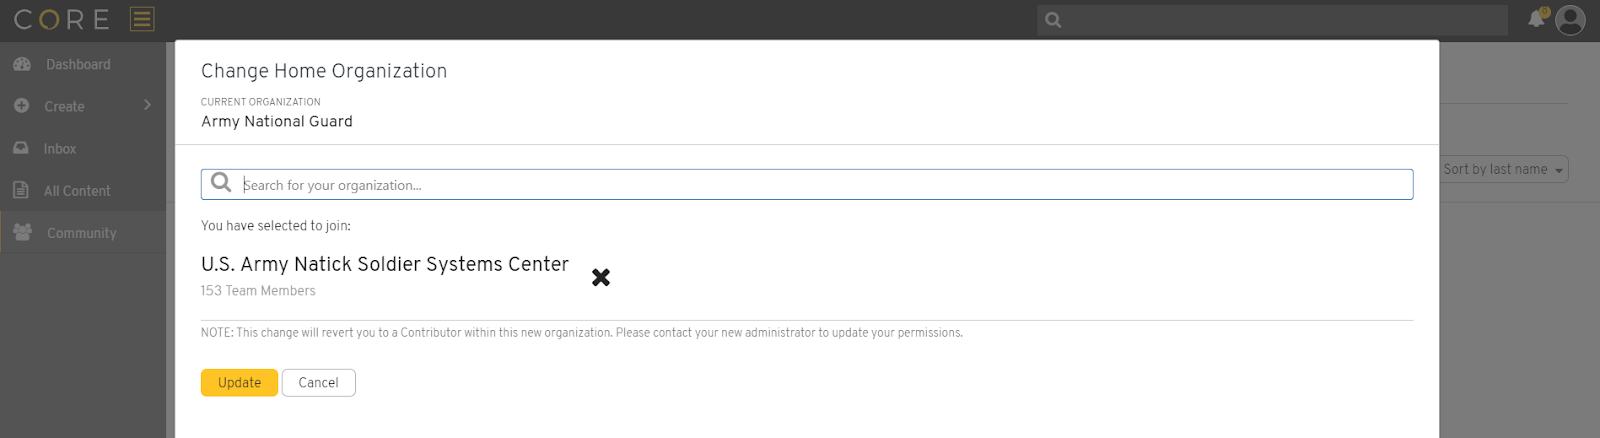 CORE
0
Dashboard
Create
Inbox
All Content
Community
Sort by last name
Change Home Organization
CURRENT ORGANIZATION
Army National Guard
Search for your organization...
You have selected to join:
U.S. Army Natick Soldier Systems Center
153 Team Members
NOTE: This change will revert you to a Contributor within this new organization. Please contact your new administrator to update your permissions.
Update Cancel